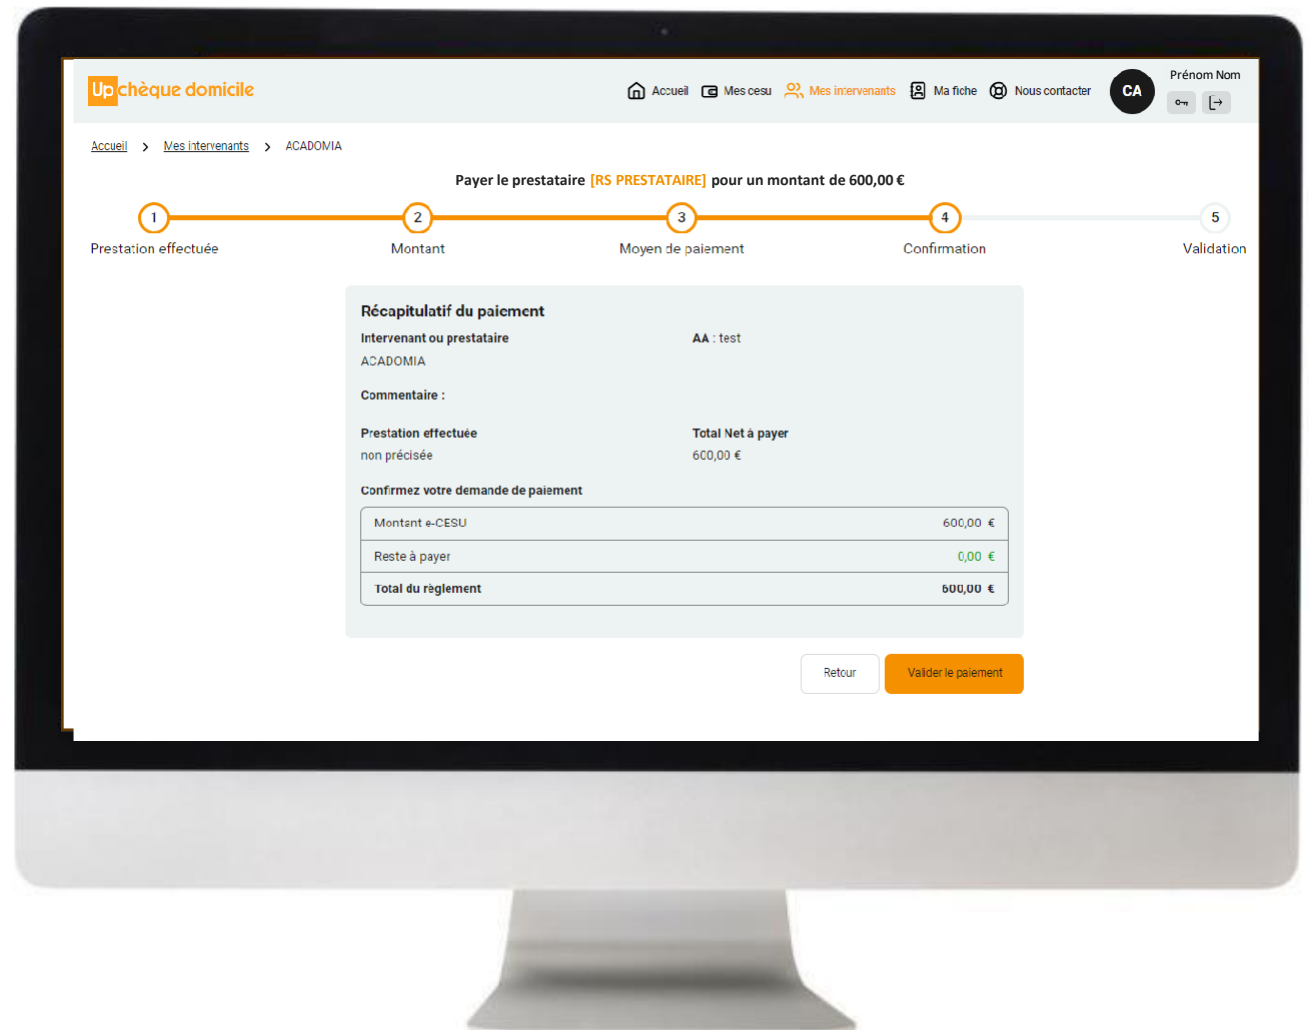 Up chèque domicile
Accueil Mes cesu Mes intervenants Ma fiche Nous contacter CA Prénom Nom
Accueil > Mes intervenants > ACADOMIA
Payer le prestataire [RS PRESTATAIRE] pour un montant de 600,00 €
1 2 3 4 5
Prestation effectuée Montant Moyen de paiement Confirmation Validation
Récapitulatif du paiement
Intervenant ou prestataire AA : test
ACADOMIA
Commentaire :
Prestation effectuée Total Net à payer
non précisée 600,00 €
Confirmez votre demande de paiement
Montant e-CESU 600,00 €
Reste à payer 0,00 €
Total du règlement 600,00 €
Retour Valider le paiement